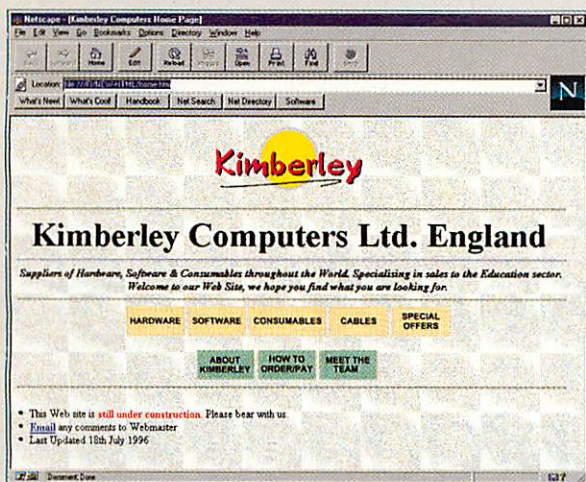 Netscape - [Kimberley Computers Home Page]
File Edit View Go Bookmarks Options Directory Window Help
Home Edit Reload Open Print Find
Location:
What's New! What's Cool! Handbook Net Search Net Directory Software
N
Kimberley
Kimberley Computers Ltd. England
Suppliers of Hardware, Software & Consumables throughout the World. Specialising in sales to the Education sector.
Welcome to our Web Site, we hope you find what you are looking for.
HARDWARE SOFTWARE CONSUMABLES CABLES SPECIAL OFFERS
ABOUT KIMBERLEY HOW TO ORDER/PAY MEET THE TEAM
• This Web site is still under construction. Please bear with us.
• Email any comments to Webmaster
• Last Updated 18th July 1996
Document: Done